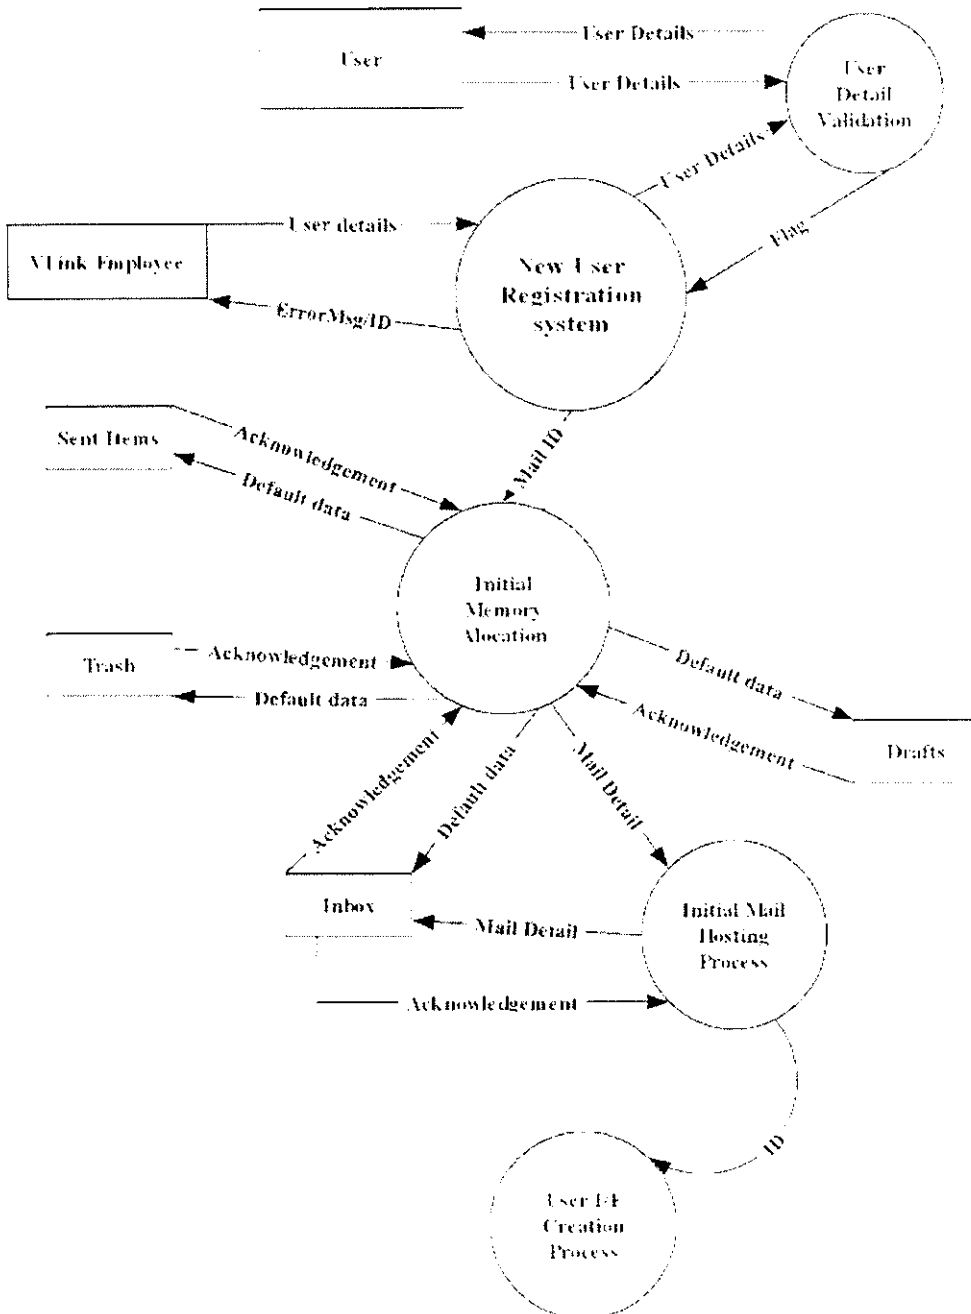 User Details
User
User Details
User
Detail
Validation
User Details
User details
Flag
VLink Employee
New User
Registration
system
ErrorMsg/ID
Mail ID
Sent Items
Acknowledgement
Default data
Initial
Memory
Alocation
Acknowledgement
Trash
Default data
Default data
Acknowledgement
Drafts
Acknowledgement
Default data
Mail Detail
Inbox
Mail Detail
Initial Mail
Hosting
Process
Acknowledgement
ID
User I/F
Creation
Process